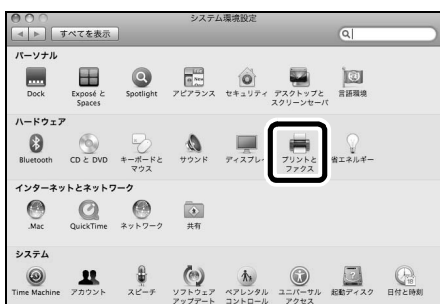 システム環境設定
すべてを表示
パーソナル
Dock
Exposé と
Spaces
Spotlight
アピアランス
セキュリティ
デスクトップと
スクリーンセーバ
言語環境
ハードウェア
Bluetooth
CD と DVD
キーボードと
マウス
サウンド
ディスプレイ
プリントと
ファクス
省エネルギー
インターネットとネットワーク
.Mac
QuickTime
ネットワーク
共有
システム
Time Machine
アカウント
スピーチ
ソフトウェア
アップデート
ペアレンタル
コントロール
ユニバーサル
アクセス
起動ディスク
日付と時刻